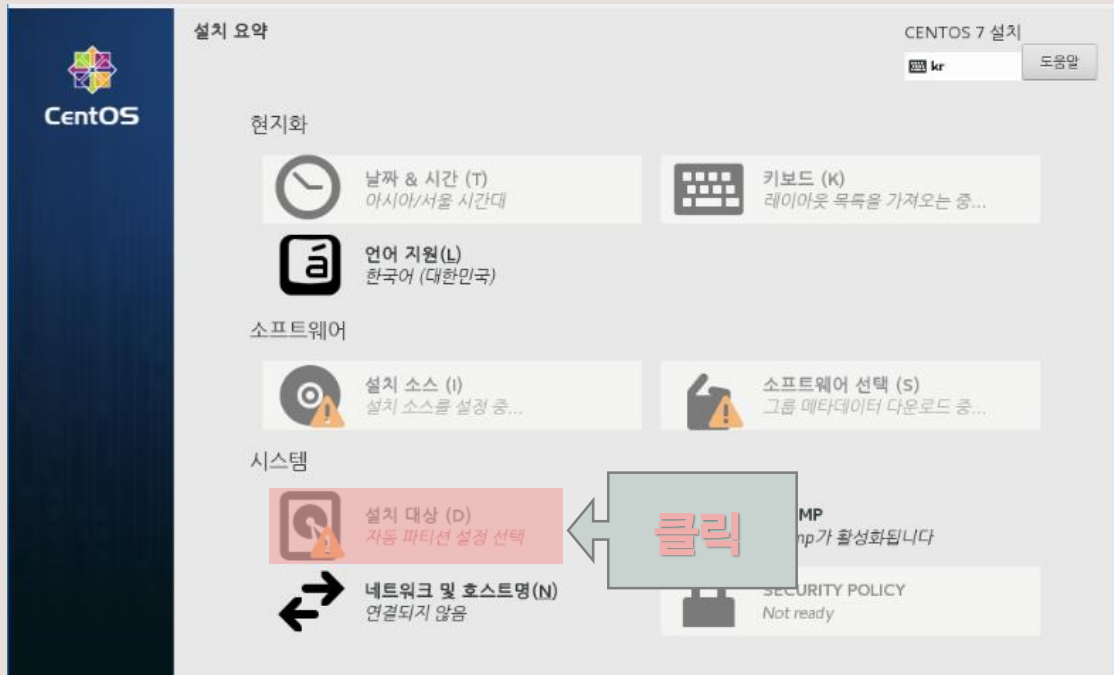 설치 요약
CENTOS 7 설치
kr
도움말
CentOS
현지화
날짜 & 시간 (T)
아시아/서울 시간대
키보드 (K)
레이아웃 목록을 가져오는 중...
언어 지원(L)
한국어 (대한민국)
소프트웨어
설치 소스 (I)
설치 소스를 설정 중...
소프트웨어 선택 (S)
그룹 메타데이터 다운로드 중...
시스템
설치 대상 (D)
자동 파티션 설정 선택
클릭
MP
가 활성화됩니다
네트워크 및 호스트명(N)
연결되지 않음
SECURITY POLICY
Not ready